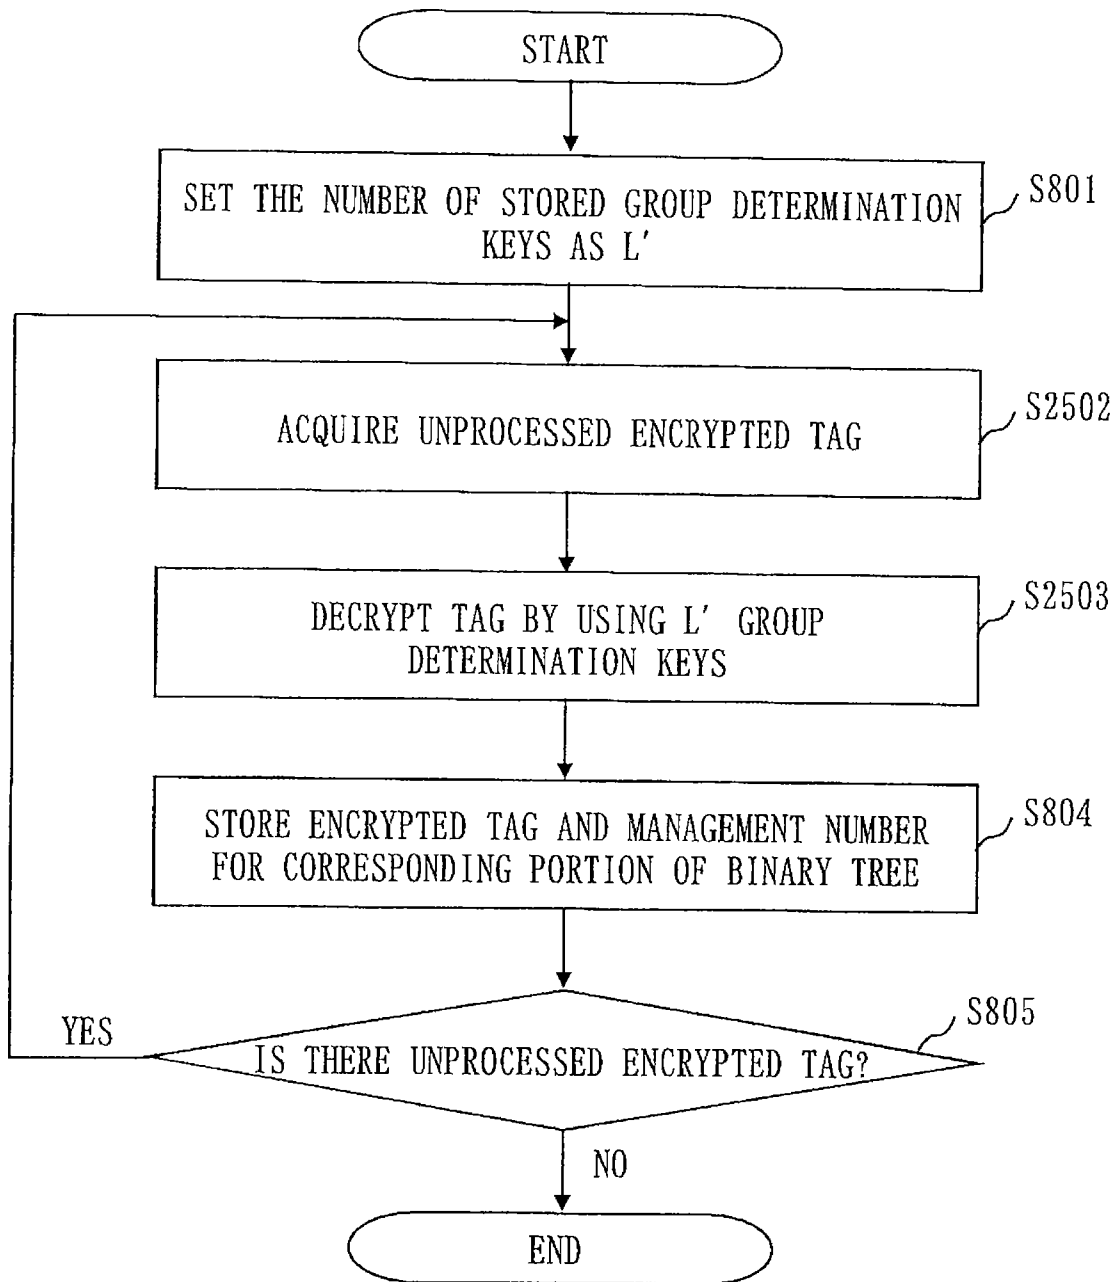 START
SET THE NUMBER OF STORED GROUP DETERMINATION
KEYS AS L'
S801
ACQUIRE UNPROCESSED ENCRYPTED TAG
S2502
DECRYPT TAG BY USING L' GROUP
DETERMINATION KEYS
S2503
STORE ENCRYPTED TAG AND MANAGEMENT NUMBER
FOR CORRESPONDING PORTION OF BINARY TREE
S804
IS THERE UNPROCESSED ENCRYPTED TAG?
S805
YES
NO
END